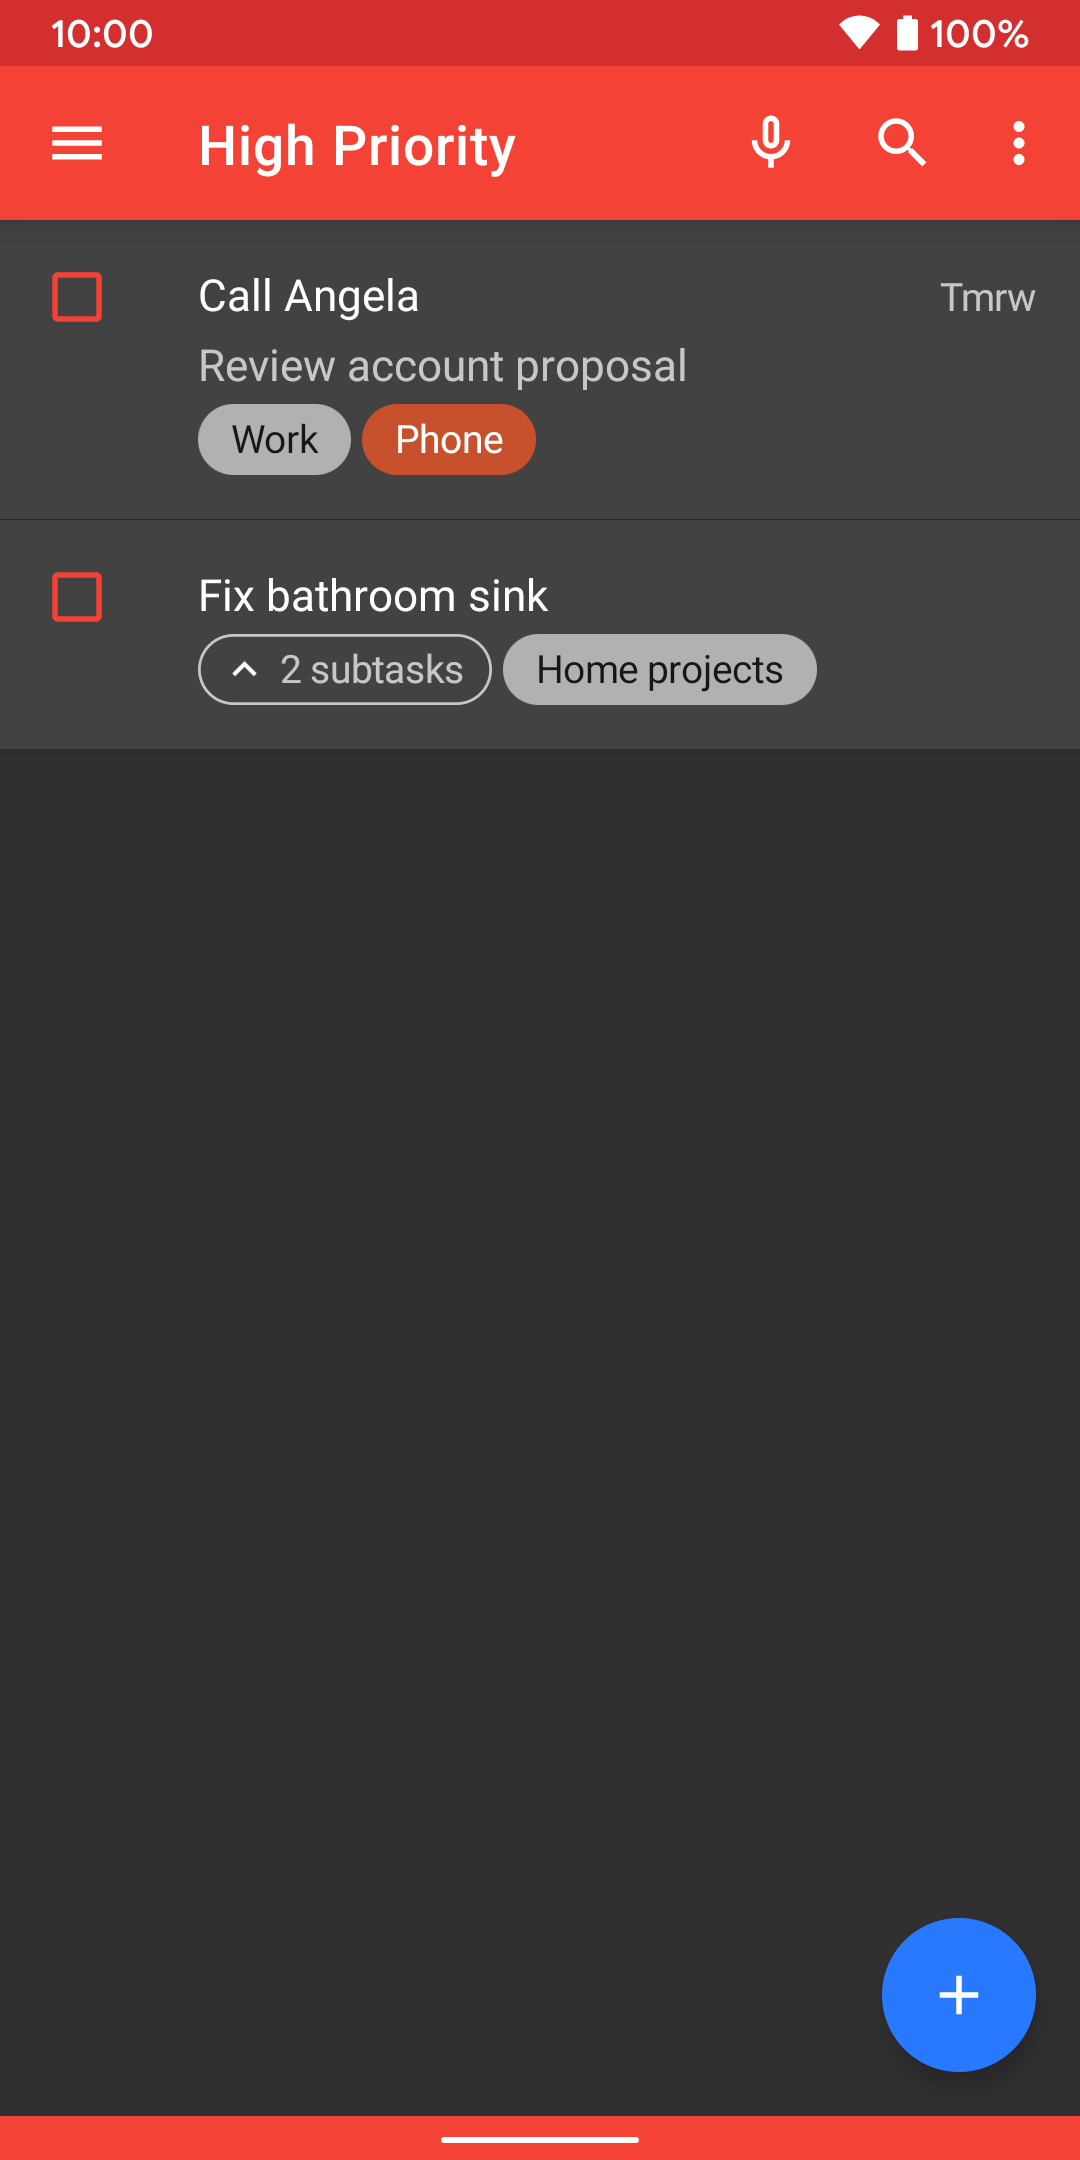 10:00 100%
High Priority
Call Angela Tmrw
Review account proposal
Work Phone
Fix bathroom sink
2 subtasks Home projects